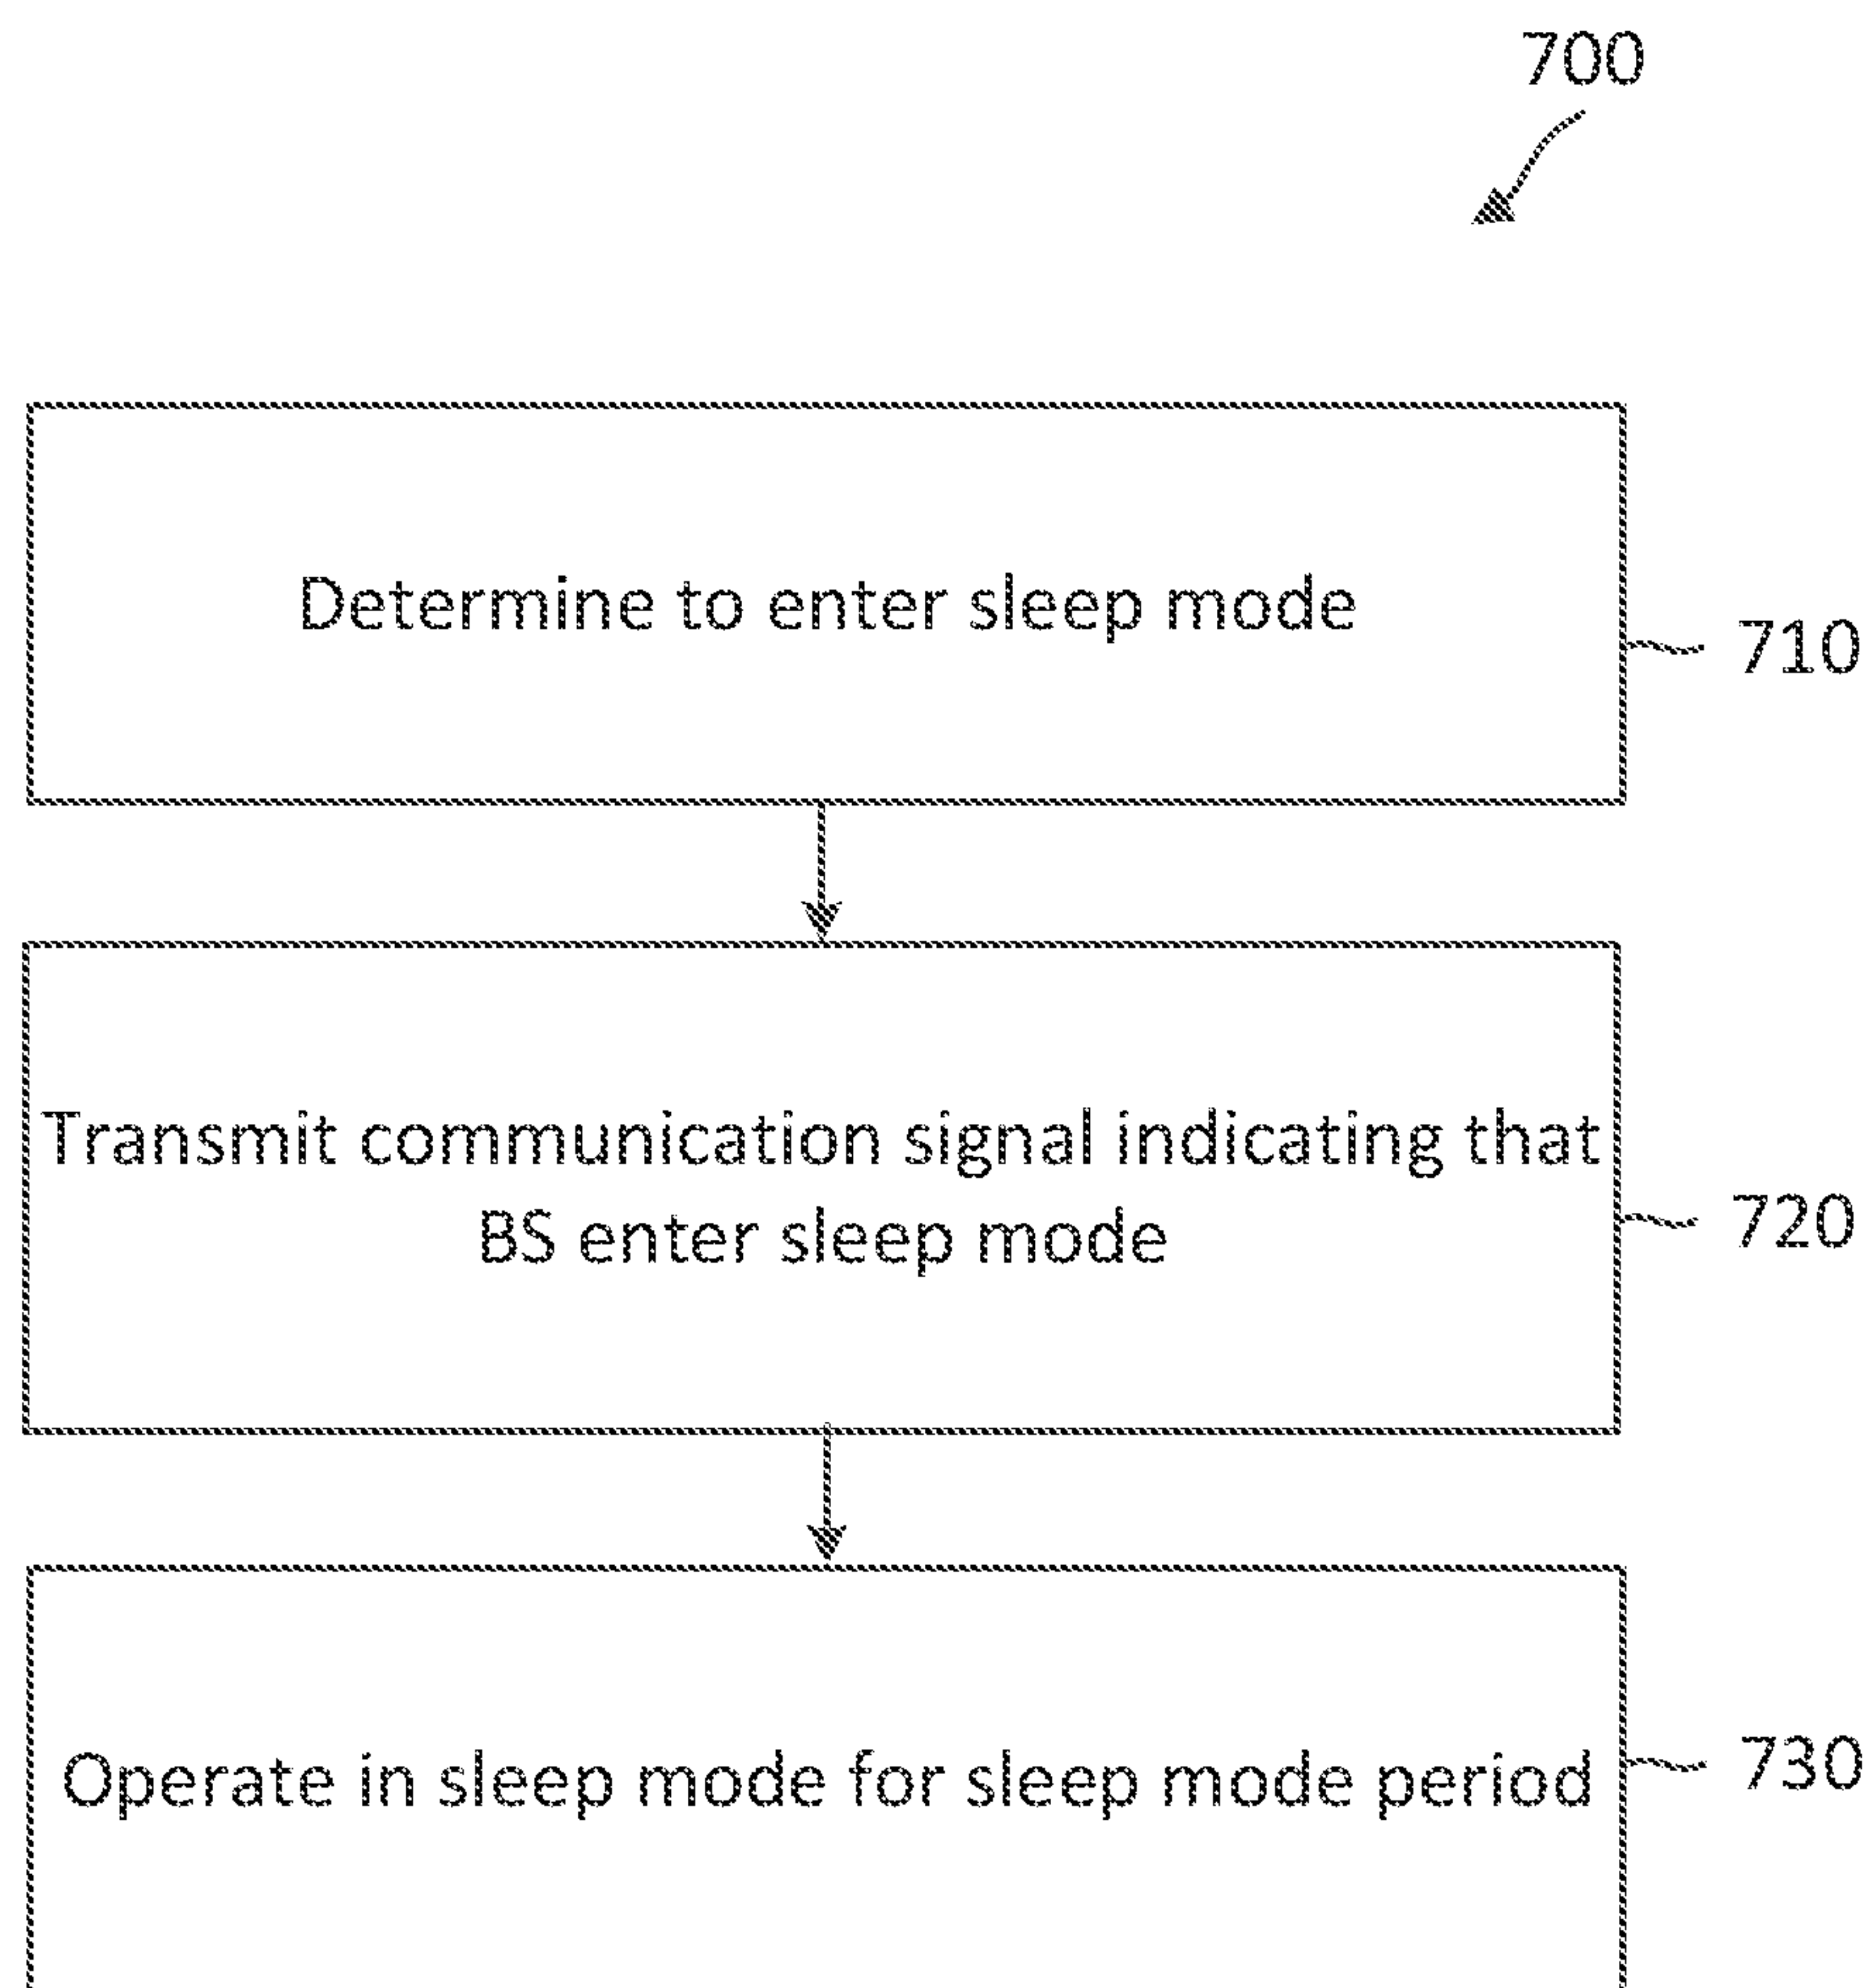 700
Determine to enter sleep mode
710
Transmit communication signal indicating that
BS enter sleep mode
720
Operate in sleep mode for sleep mode period
730